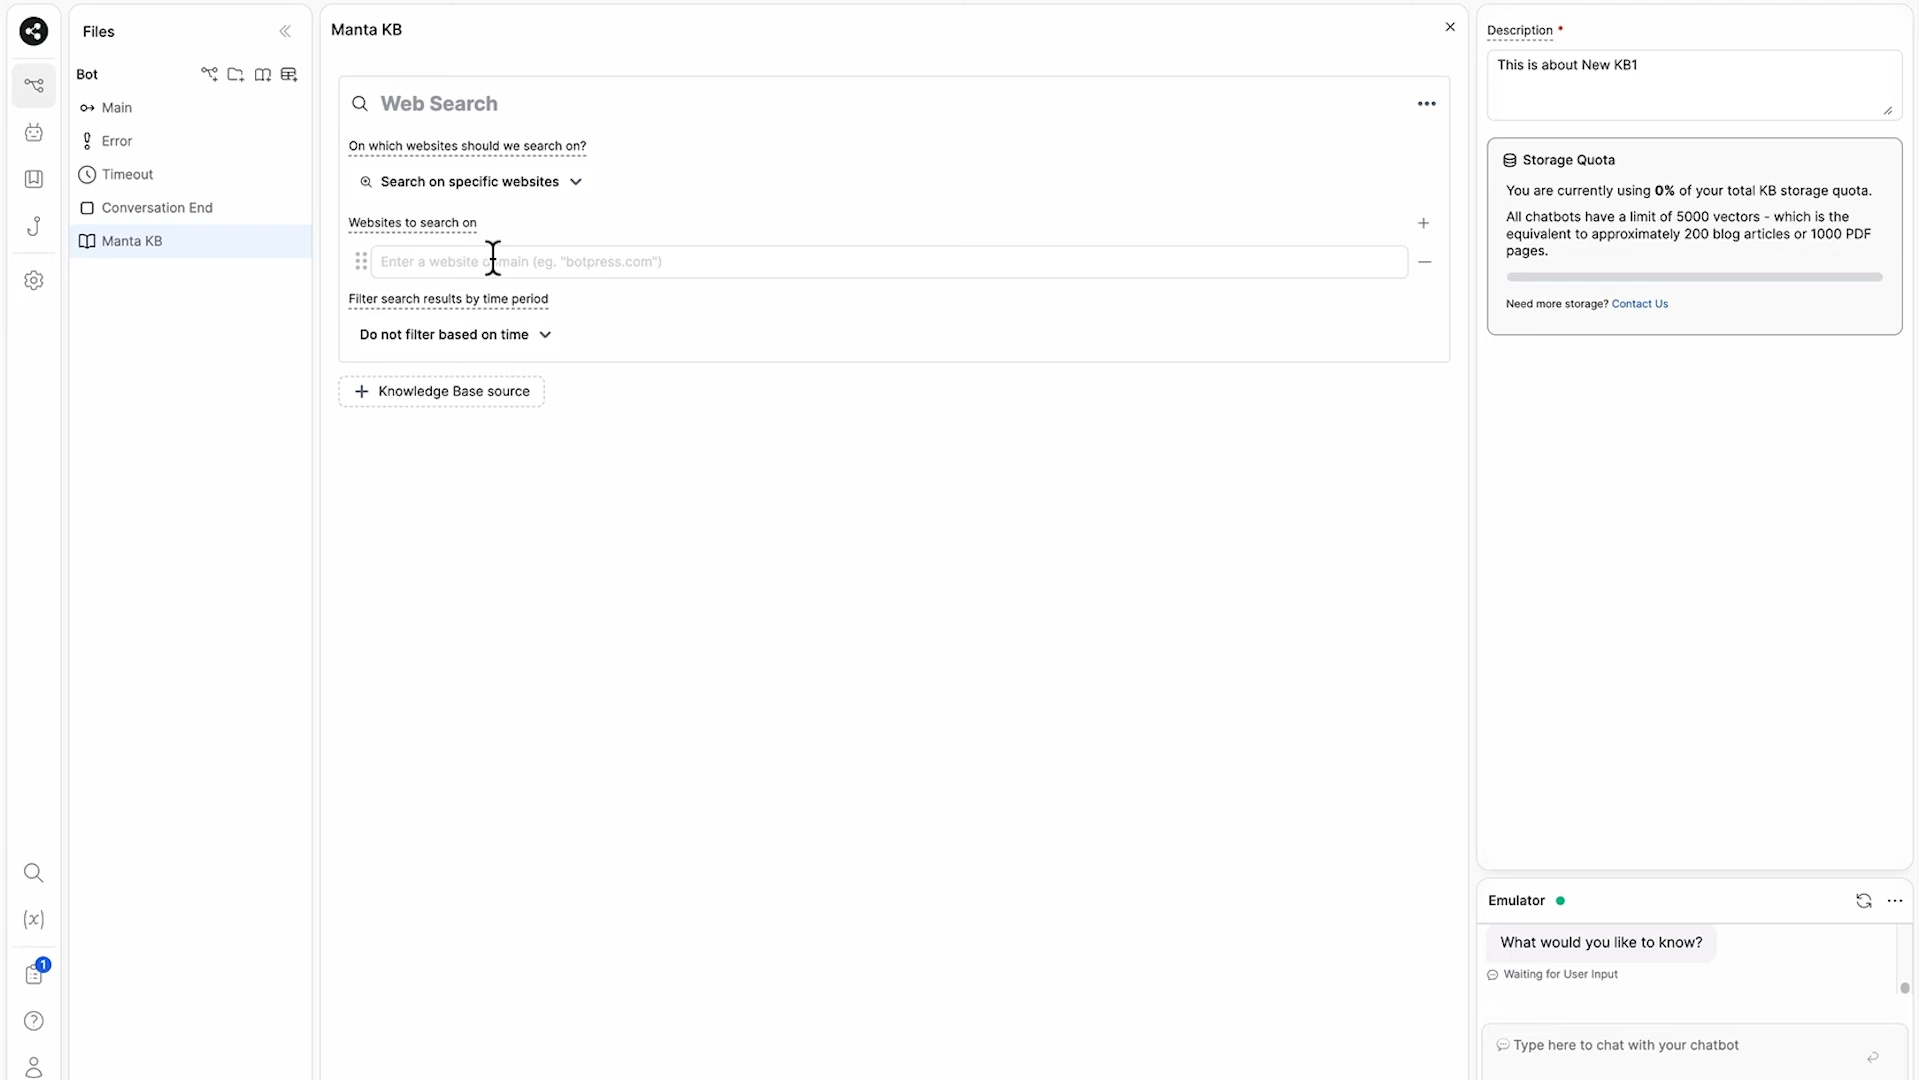 Files
Bot
Main
Error
Timeout
Conversation End
Manta KB
1
Manta KB
Web Search
On which websites should we search on?
Search on specific websites
Websites to search on
Enter a website domain (eg. "botpress.com")
Filter search results by time period
Do not filter based on time
Knowledge Base source
Description *
This is about New KB1
Storage Quota
You are currently using 0% of your total KB storage quota.
All chatbots have a limit of 5000 vectors - which is the
equivalent to approximately 200 blog articles or 1000 PDF
pages.
Need more storage? Contact Us
Emulator
What would you like to know?
Waiting for User Input
Type here to chat with your chatbot